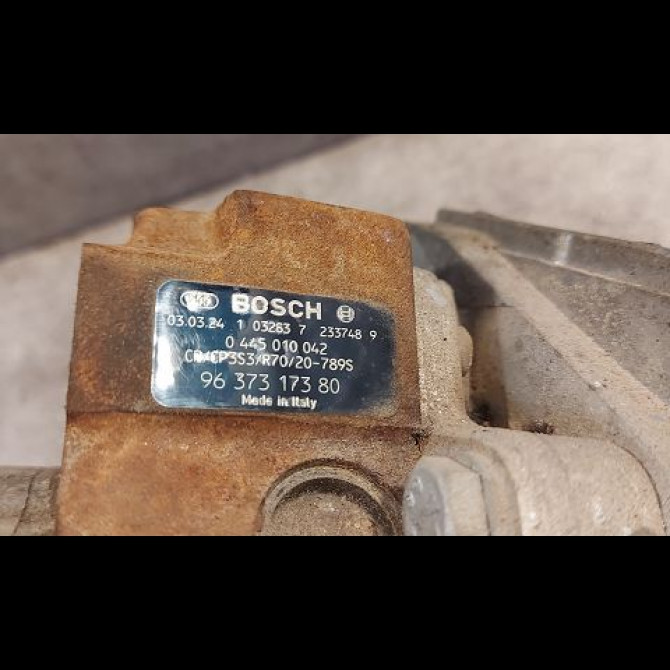 BOSCH
03.03.24 1 03283 7 233748 9
0 445 010 042
CR/CP3S3/R70/20-789S
96 373 173 80
Made in Italy